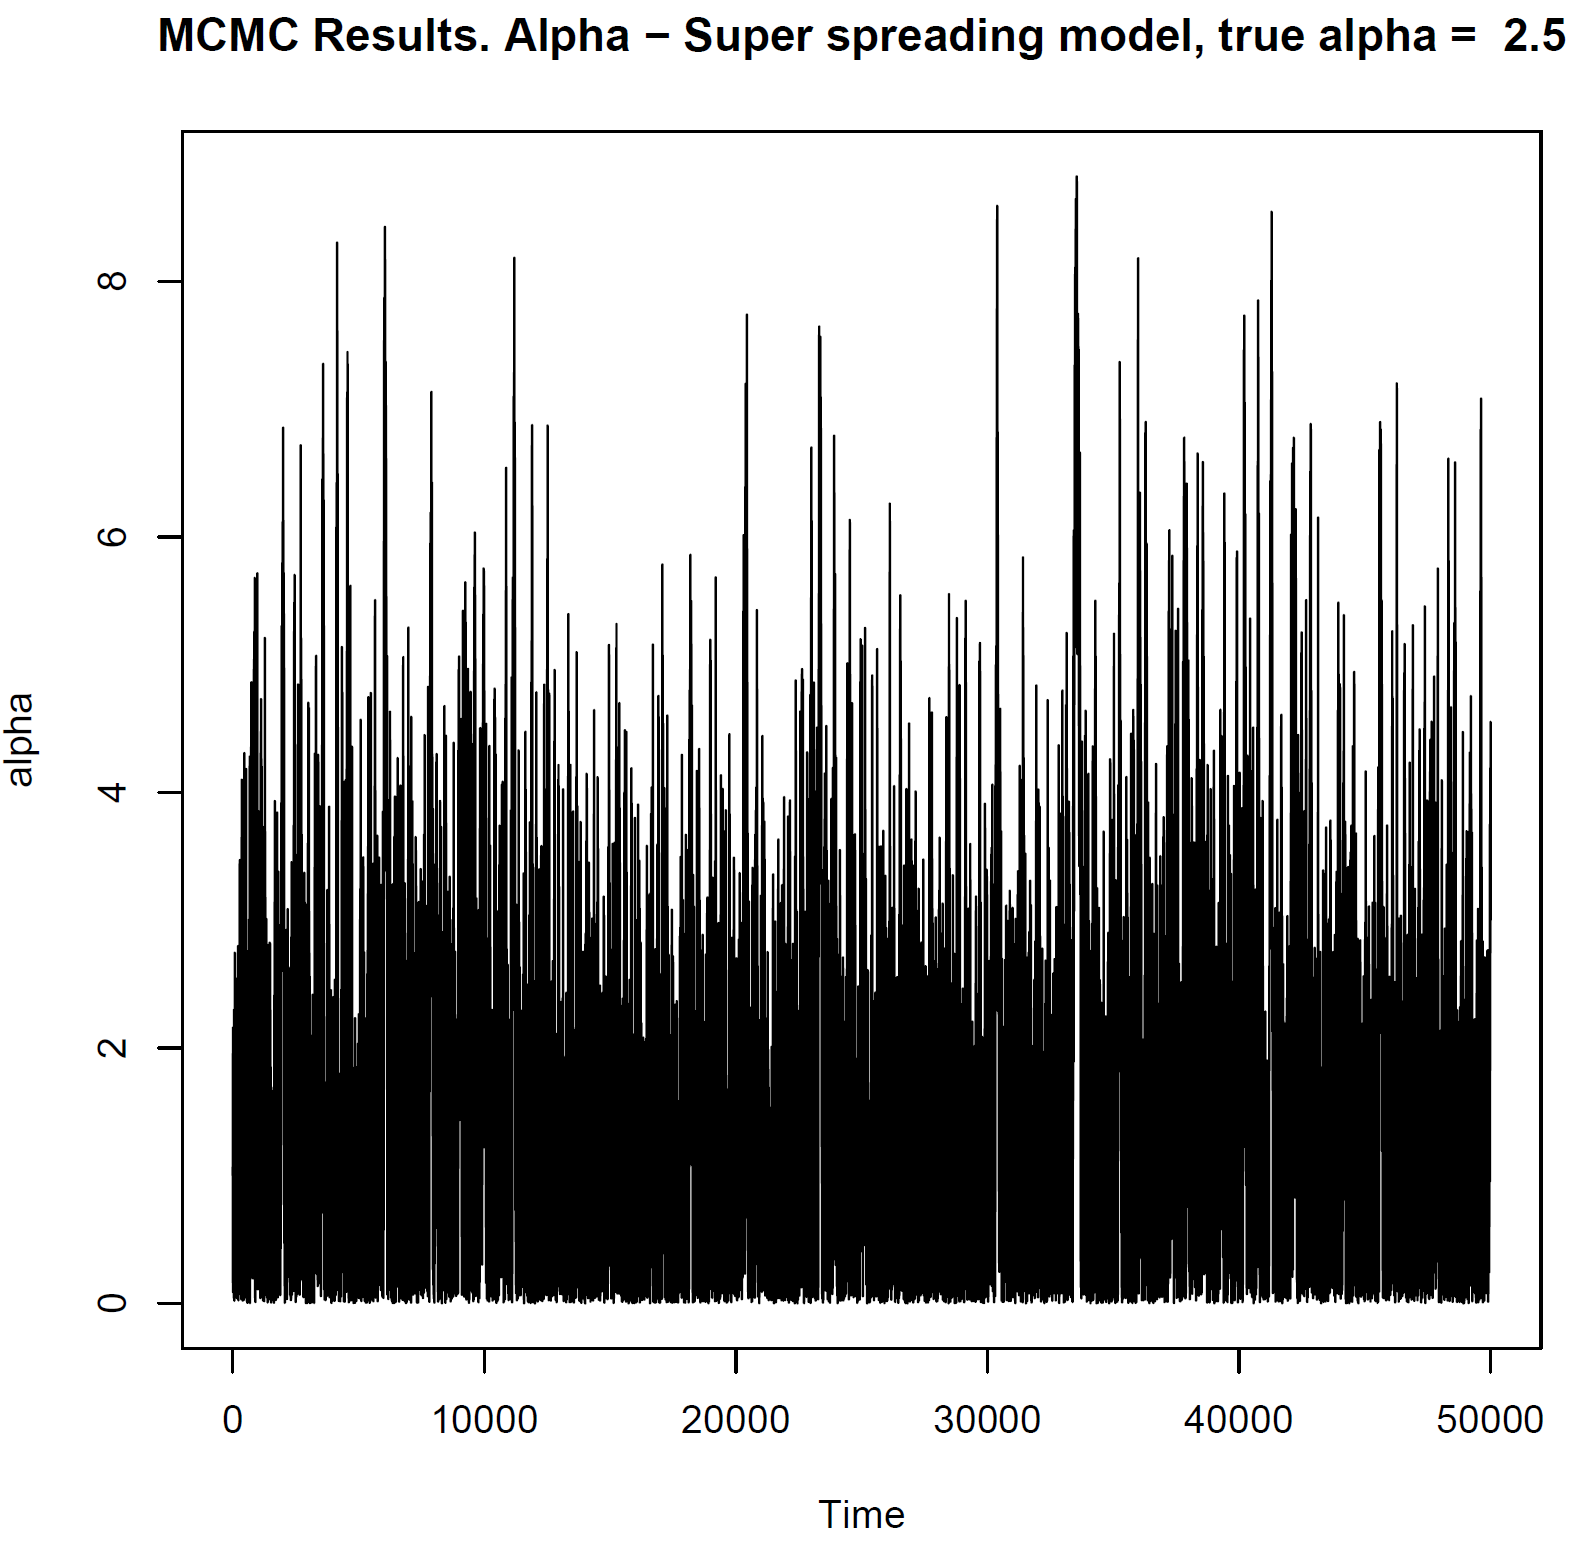 MCMC Results. Alpha − Super spreading model, true alpha =  2.5
alpha
8
6
4
2
0
0 10000 20000 30000 40000 50000
Time